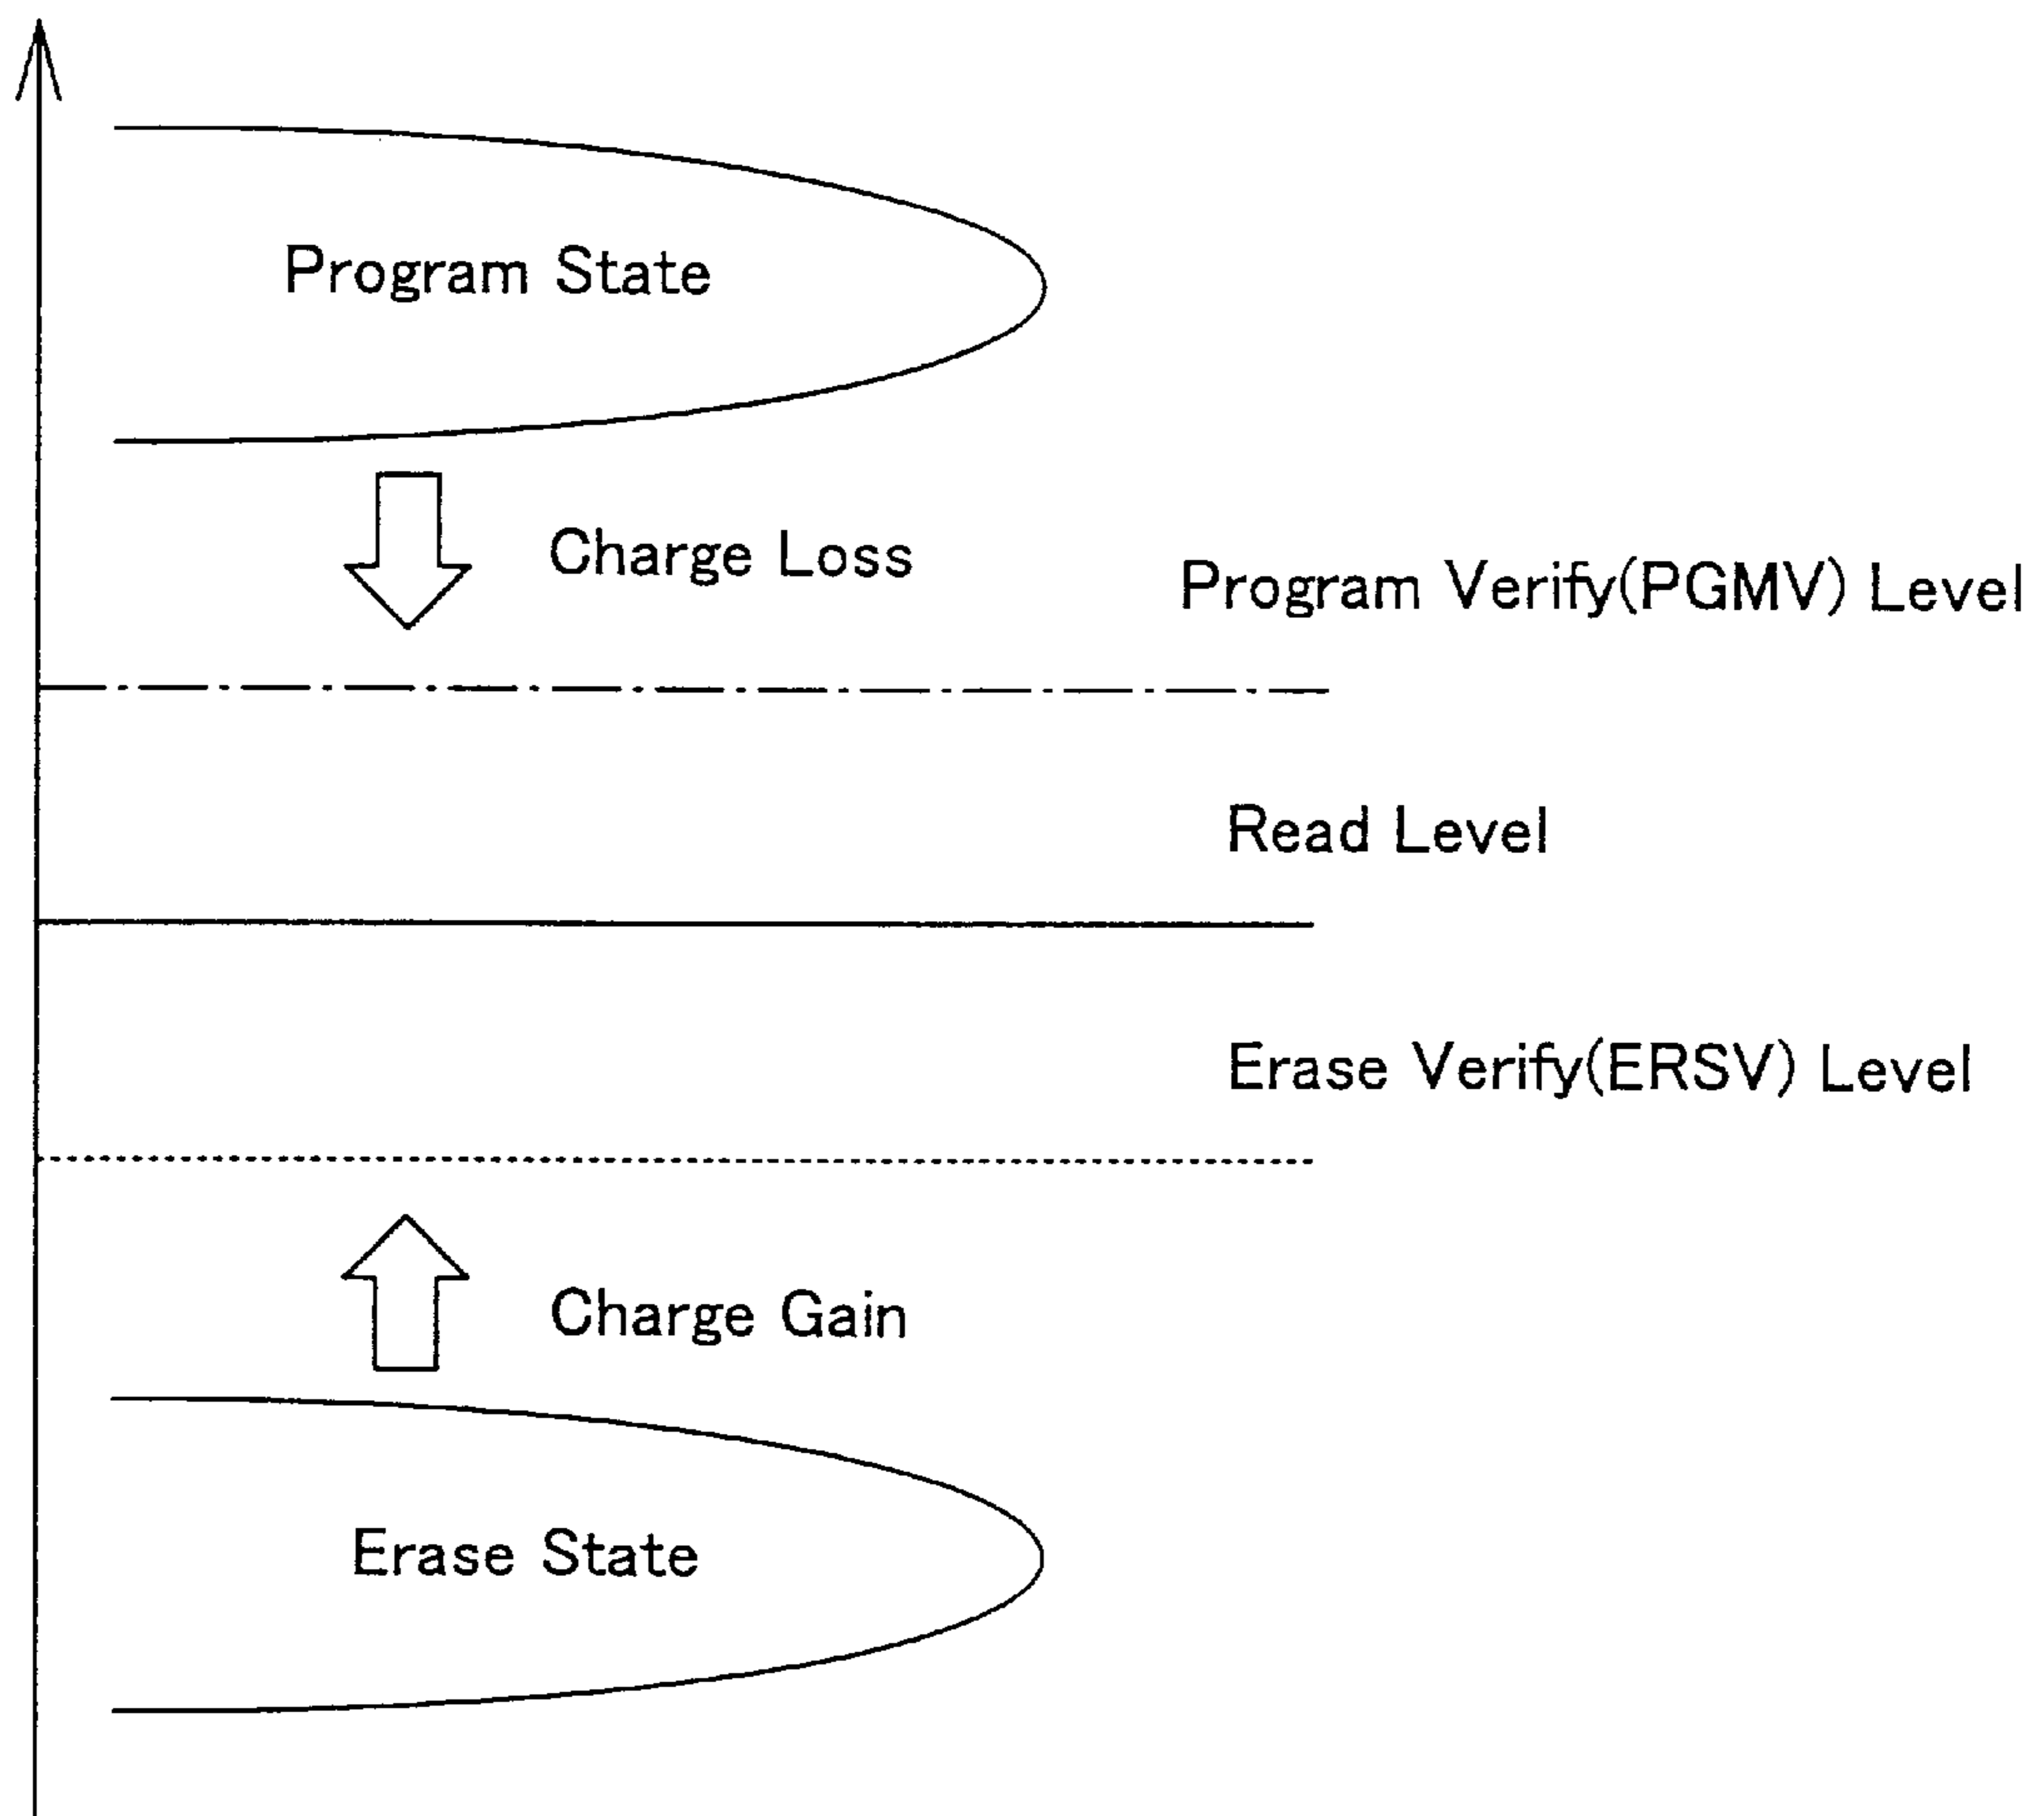 Program State
Charge Loss
Program Verify(PGMV) Level
Read Level
Erase Verify(ERSV) Level
Charge Gain
Erase State